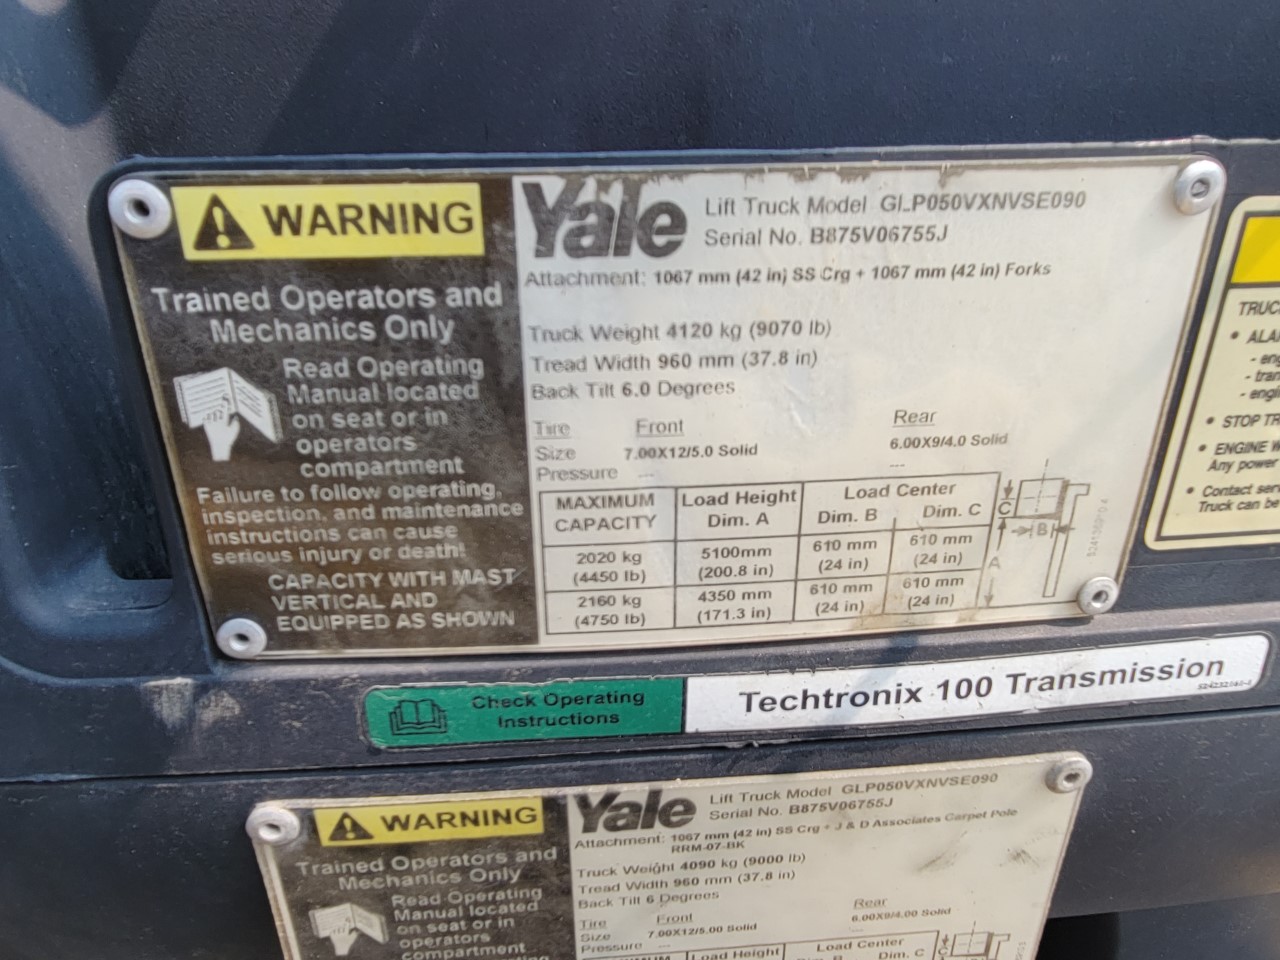 WARNING
Trained Operators and
Mechanics Only
Read Operating
Manual located
on seat or in
operators
compartment
Failure to follow operating,
inspection, and maintenance
instructions can cause
serious injury or death!
CAPACITY WITH MAST
VERTICAL AND
EQUIPPED AS SHOWN
Yale
Lift Truck Model GLP050VXNVSE090
Serial No. B875V06755J
Attachment: 1067 mm (42 in) SS Crg + 1067 mm (42 in) Forks
Truck Weight 4120 kg (9070 lb)
Tread Width 960 mm (37.8 in)
Back Tilt 6.0 Degrees
Tire Front Rear
Size 7.00X12/5.0 Solid 6.00X9/4.0 Solid
Pressure --- ---
MAXIMUM CAPACITY Load Height Dim. A Load Center Dim. B Dim. C
2020 kg (4450 lb) 5100mm (200.8 in) 610 mm (24 in) 610 mm (24 in)
2160 kg (4750 lb) 4350 mm (171.3 in) 610 mm (24 in) 610 mm (24 in)
C
B
A
TRUC
• ALA
- eng
- tran
- engi
• STOP TR
• ENGINE W
Any power
• Contact serv
Truck can be
Check Operating
Instructions
Techtronix 100 Transmission
WARNING
Trained Operators and
Mechanics Only
Read Operating
Manual located
on seat or in
operators
compartment
Yale
Lift Truck Model GLP050VXNVSE090
Serial No. B875V06755J
Attachment: 1067 mm (42 in) SS Crg + J & D Associates Carpet Pole
RRM-07-BK
Truck Weight 4090 kg (9000 lb)
Tread Width 960 mm (37.8 in)
Back Tilt 6 Degrees
Tire Front Rear
Size 7.00X12/5.00 Solid 6.00X9/4.00 Solid
Pressure ---
Load Height Load Center
Dim. B Dim. C
C